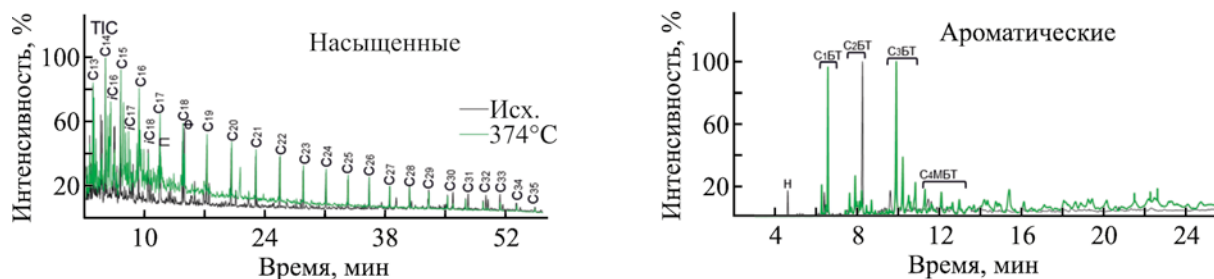 Интенсивность, %
100
60
20
TIC
C13
C14
iC16
C15
iC17
C16
iC18
C17
П
C18
Ф
C19
C20
C21
C22
C23
C24
C25
C26
C27
C28
C29
C30
C31
C32
C33
C34
C35
Насыщенные
Исх.
374°C
10
24
38
52
Время, мин
Интенсивность, %
100
60
20
Ароматические
Н
C₁БТ
C₂БТ
C₃БТ
C₄МБТ
4
8
12
16
20
24
Время, мин